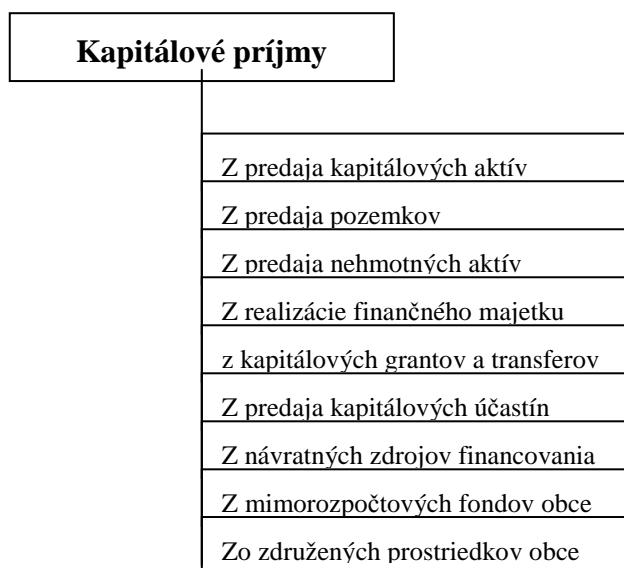 Kapitálové príjmy
Z predaja kapitálových aktív
Z predaja pozemkov
Z predaja nehmotných aktív
Z realizácie finančného majetku
z kapitálových grantov a transferov
Z predaja kapitálových účastín
Z návratných zdrojov financovania
Z mimorozpočtových fondov obce
Zo združených prostriedkov obce